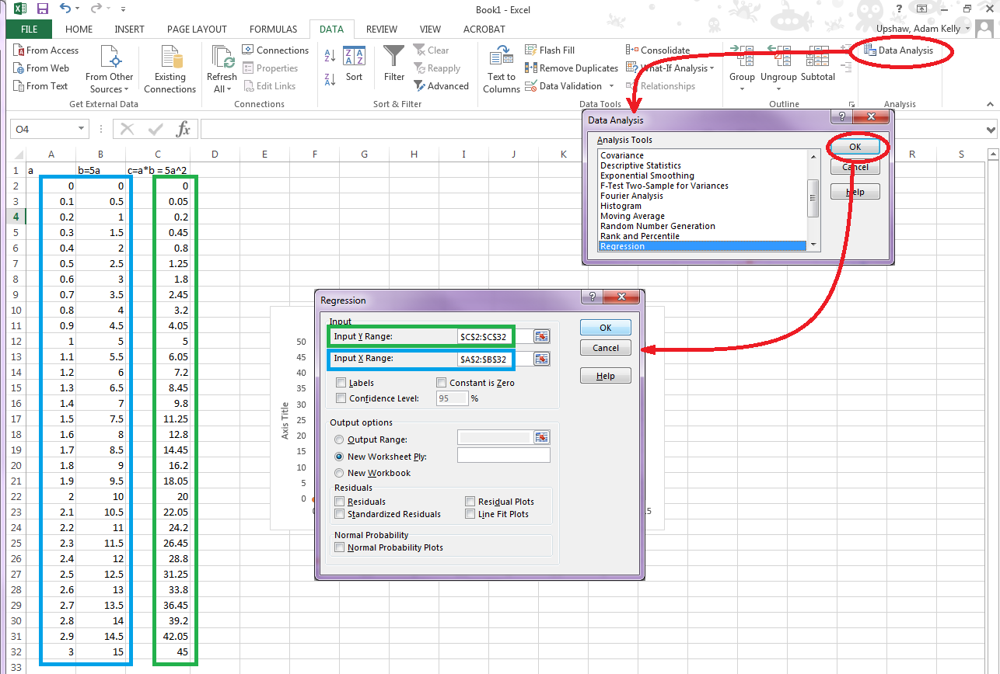 Book1 - Excel
FILE HOME INSERT PAGE LAYOUT FORMULAS DATA REVIEW VIEW ACROBAT Upshaw, Adam Kelly
From Access
From Web
From Text
From Other Sources
Existing Connections
Get External Data
Refresh All
Connections
Properties
Edit Links
Connections
Sort
Filter
Clear
Reapply
Advanced
Sort & Filter
Text to Columns
Flash Fill
Remove Duplicates
Data Validation
Consolidate
What-If Analysis
Relationships
Data Tools
Group Ungroup Subtotal
Outline
Data Analysis
Analysis
O4 fx
A B C D E F G H I J K R S
1 a b=5a c=a*b = 5a^2
2 0 0 0
3 0.1 0.5 0.05
4 0.2 1 0.2
5 0.3 1.5 0.45
6 0.4 2 0.8
7 0.5 2.5 1.25
8 0.6 3 1.8
9 0.7 3.5 2.45
10 0.8 4 3.2
11 0.9 4.5 4.05
12 1 5 5
13 1.1 5.5 6.05
14 1.2 6 7.2
15 1.3 6.5 8.45
16 1.4 7 9.8
17 1.5 7.5 11.25
18 1.6 8 12.8
19 1.7 8.5 14.45
20 1.8 9 16.2
21 1.9 9.5 18.05
22 2 10 20
23 2.1 10.5 22.05
24 2.2 11 24.2
25 2.3 11.5 26.45
26 2.4 12 28.8
27 2.5 12.5 31.25
28 2.6 13 33.8
29 2.7 13.5 36.45
30 2.8 14 39.2
31 2.9 14.5 42.05
32 3 15 45
33
Data Analysis
Analysis Tools
Covariance
Descriptive Statistics
Exponential Smoothing
F-Test Two-Sample for Variances
Fourier Analysis
Histogram
Moving Average
Random Number Generation
Rank and Percentile
Regression
OK
Cancel
Help
Axis Title
50
45
40
35
30
25
20
15
10
5
0
Regression
Input
Input Y Range: $C$2:$C$32
Input X Range: $A$2:$B$32
Labels Constant is Zero
Confidence Level: 95 %
OK
Cancel
Help
Output options
Output Range:
New Worksheet Ply:
New Workbook
Residuals
Residuals Residual Plots
Standardized Residuals Line Fit Plots
Normal Probability
Normal Probability Plots